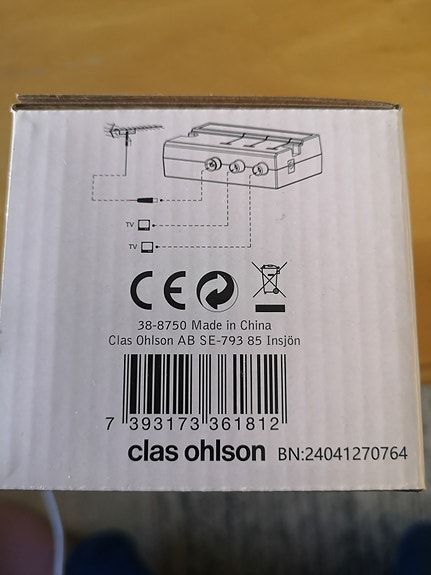 TV
TV
CE
38-8750 Made in China
Clas Ohlson AB SE-793 85 Insjön
7 393173 361812
clas ohlson BN:24041270764